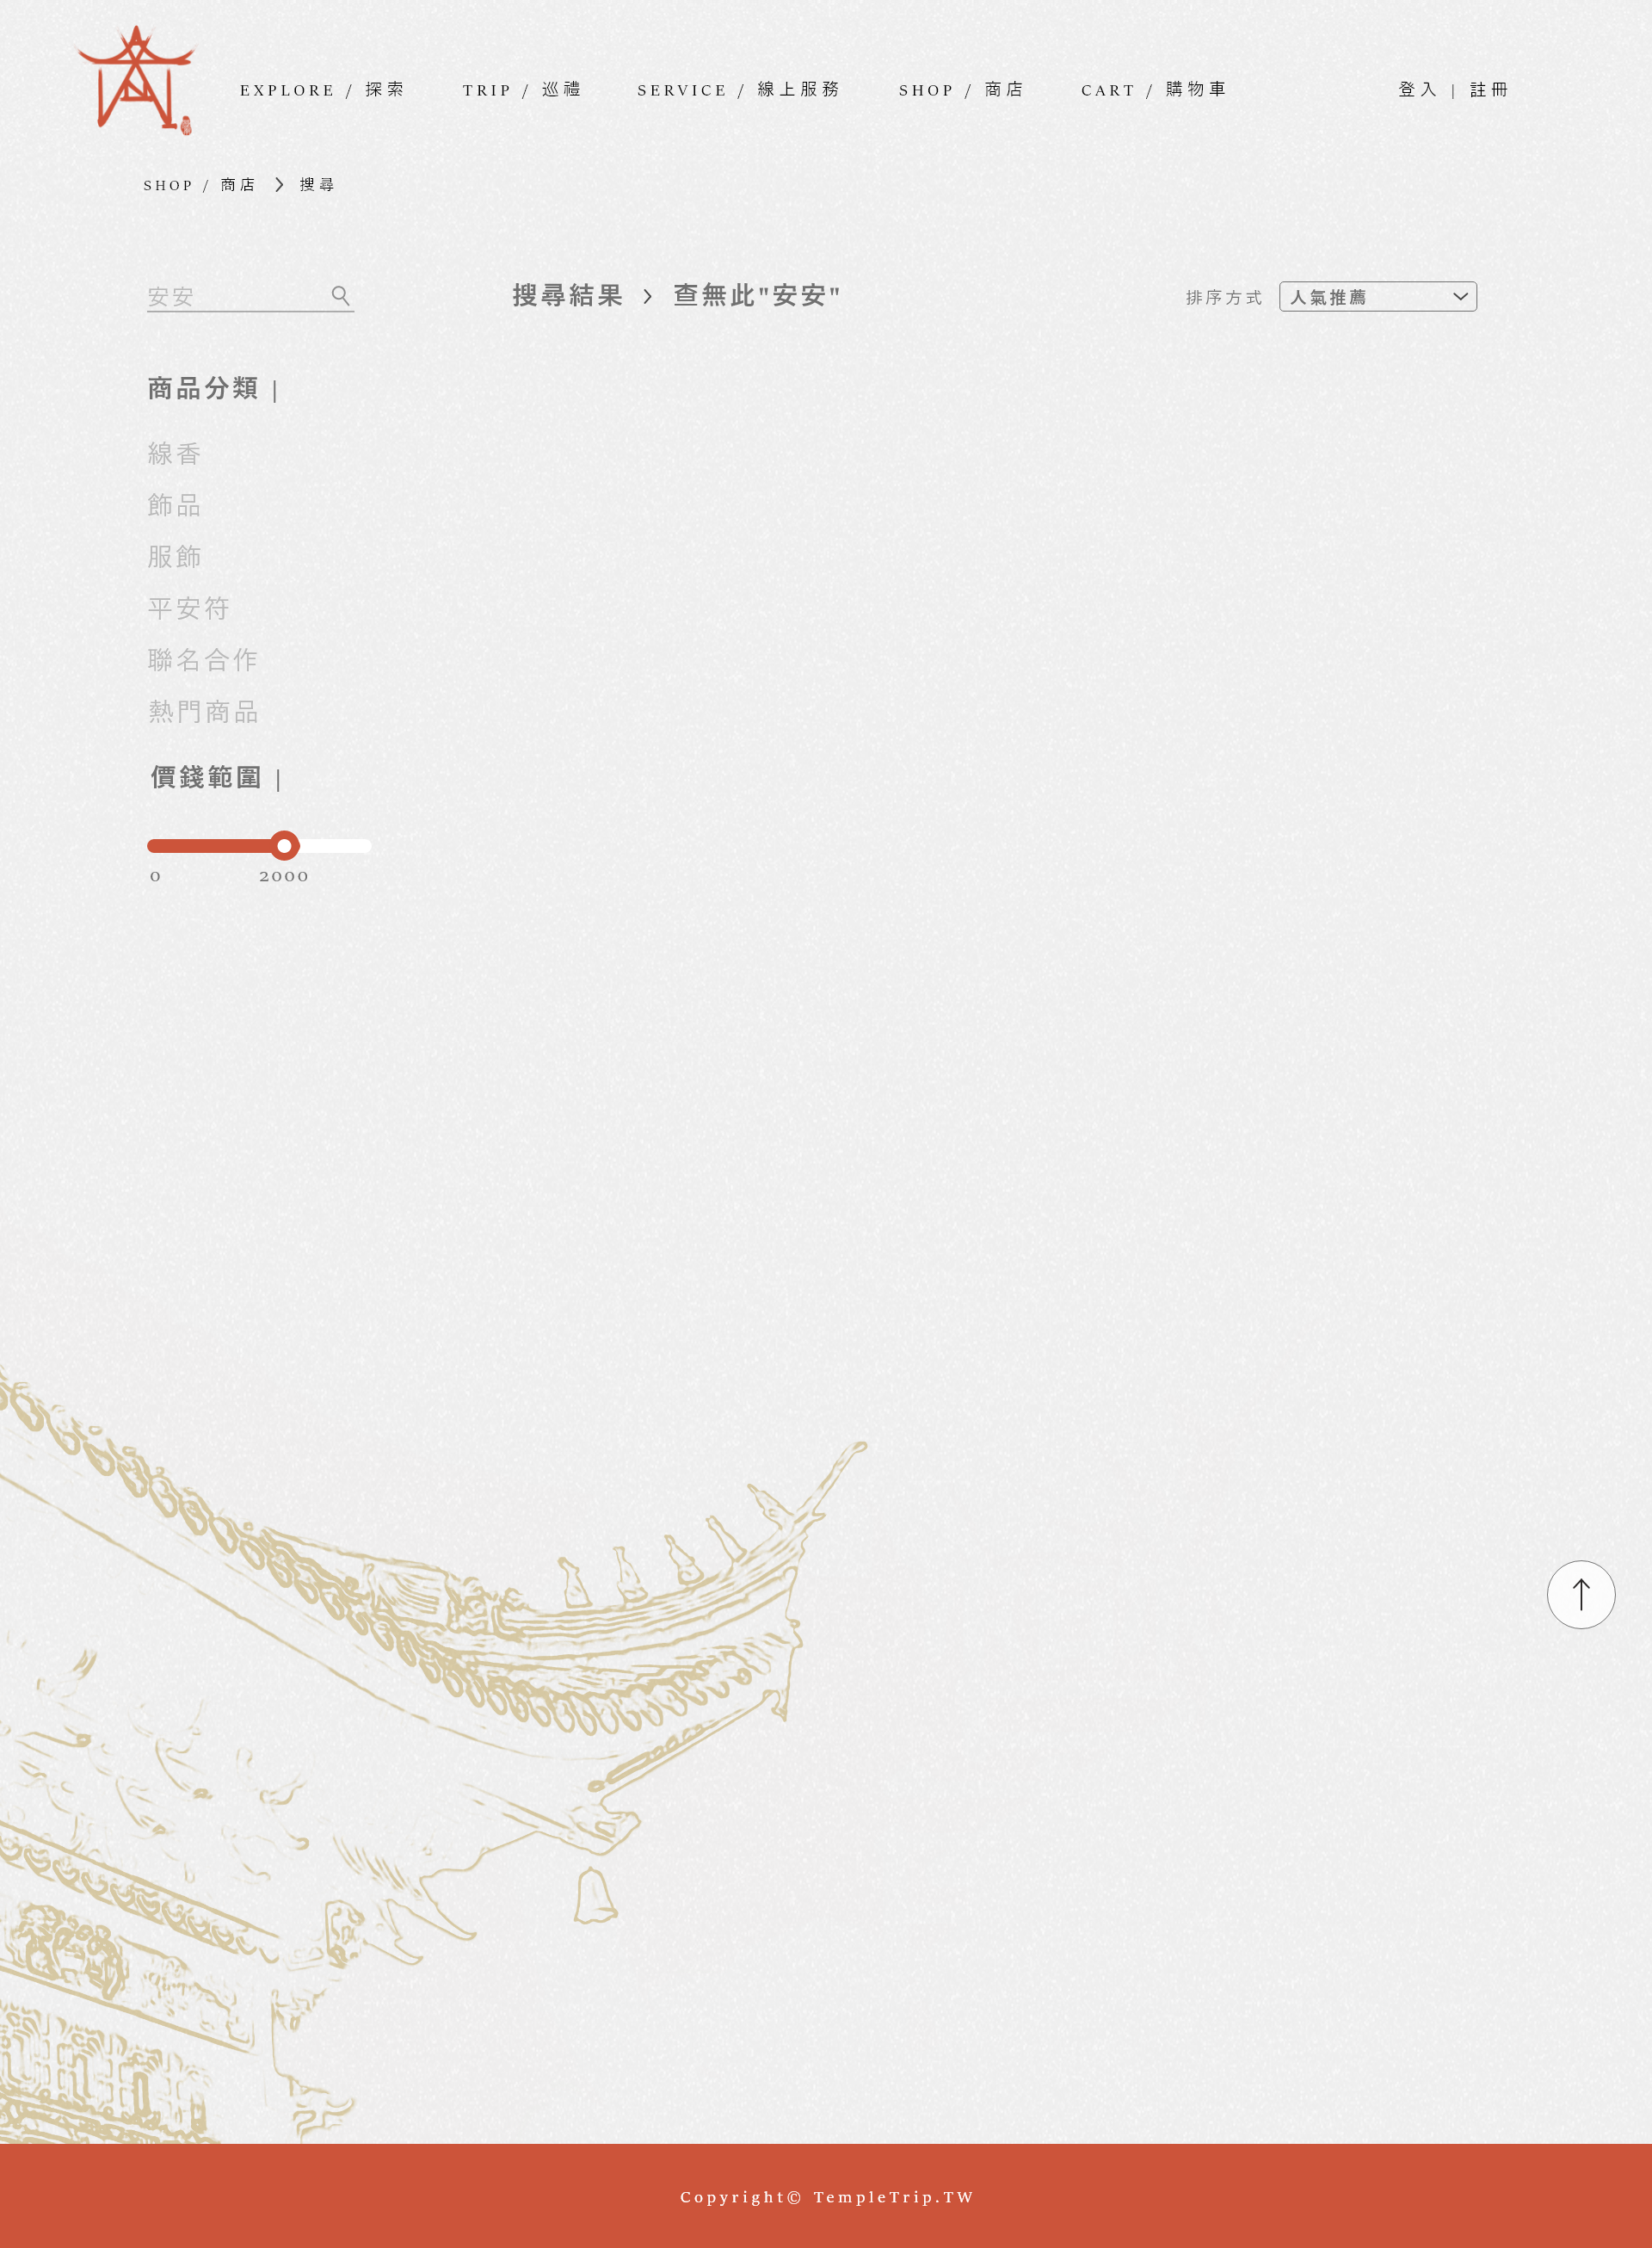 EXPLORE / 探索 TRIP / 巡禮 SERVICE / 線上服務 SHOP / 商店 CART / 購物車 登入 | 註冊
SHOP / 商店 > 搜尋
安安
搜尋結果 > 查無此"安安"
排序方式 人氣推薦
商品分類 |
線香
飾品
服飾
平安符
聯名合作
熱門商品
價錢範圍 |
0 2000
Copyright© TempleTrip.TW